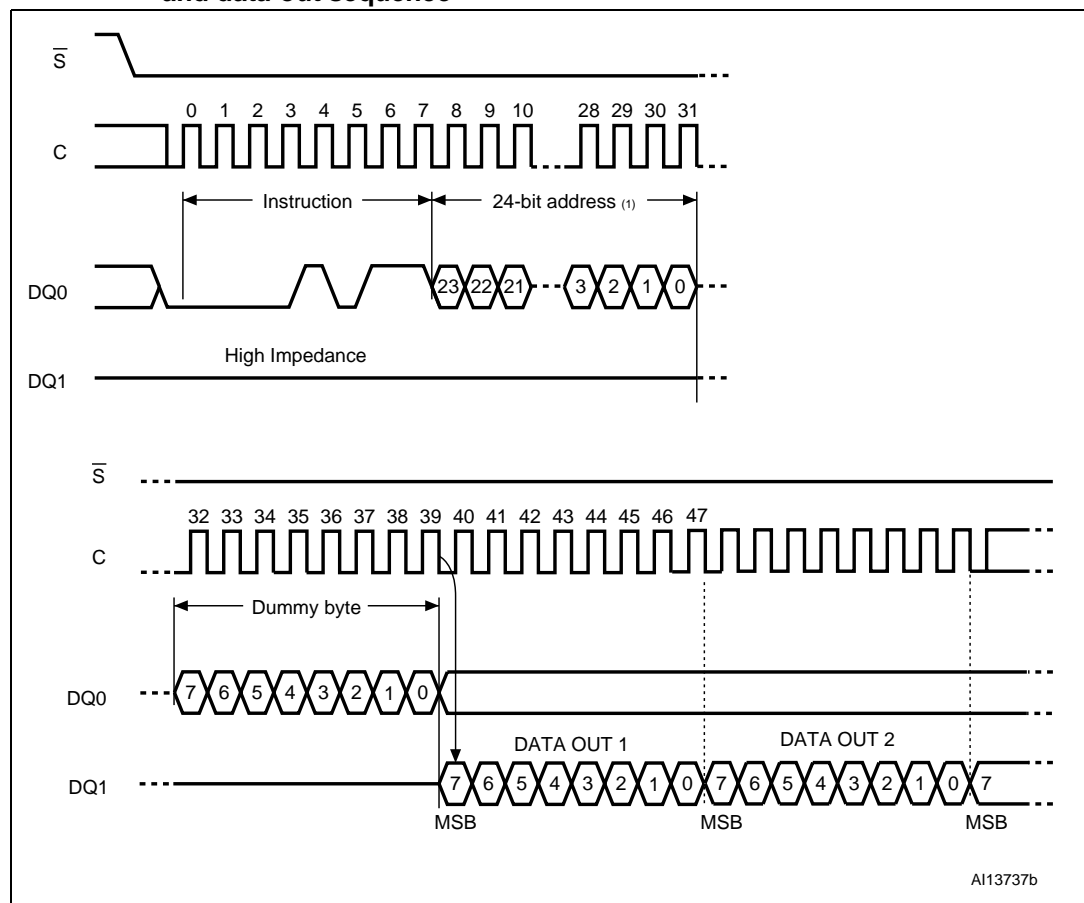 and data-out sequence
S̅
0 1 2 3 4 5 6 7 8 9 10 28 29 30 31
C
Instruction 24-bit address (1)
DQ0 23 22 21 3 2 1 0
High Impedance
DQ1
S̅
32 33 34 35 36 37 38 39 40 41 42 43 44 45 46 47
C
Dummy byte
DQ0 7 6 5 4 3 2 1 0
DATA OUT 1 DATA OUT 2
DQ1 7 6 5 4 3 2 1 0 7 6 5 4 3 2 1 0 7
MSB MSB MSB
AI13737b